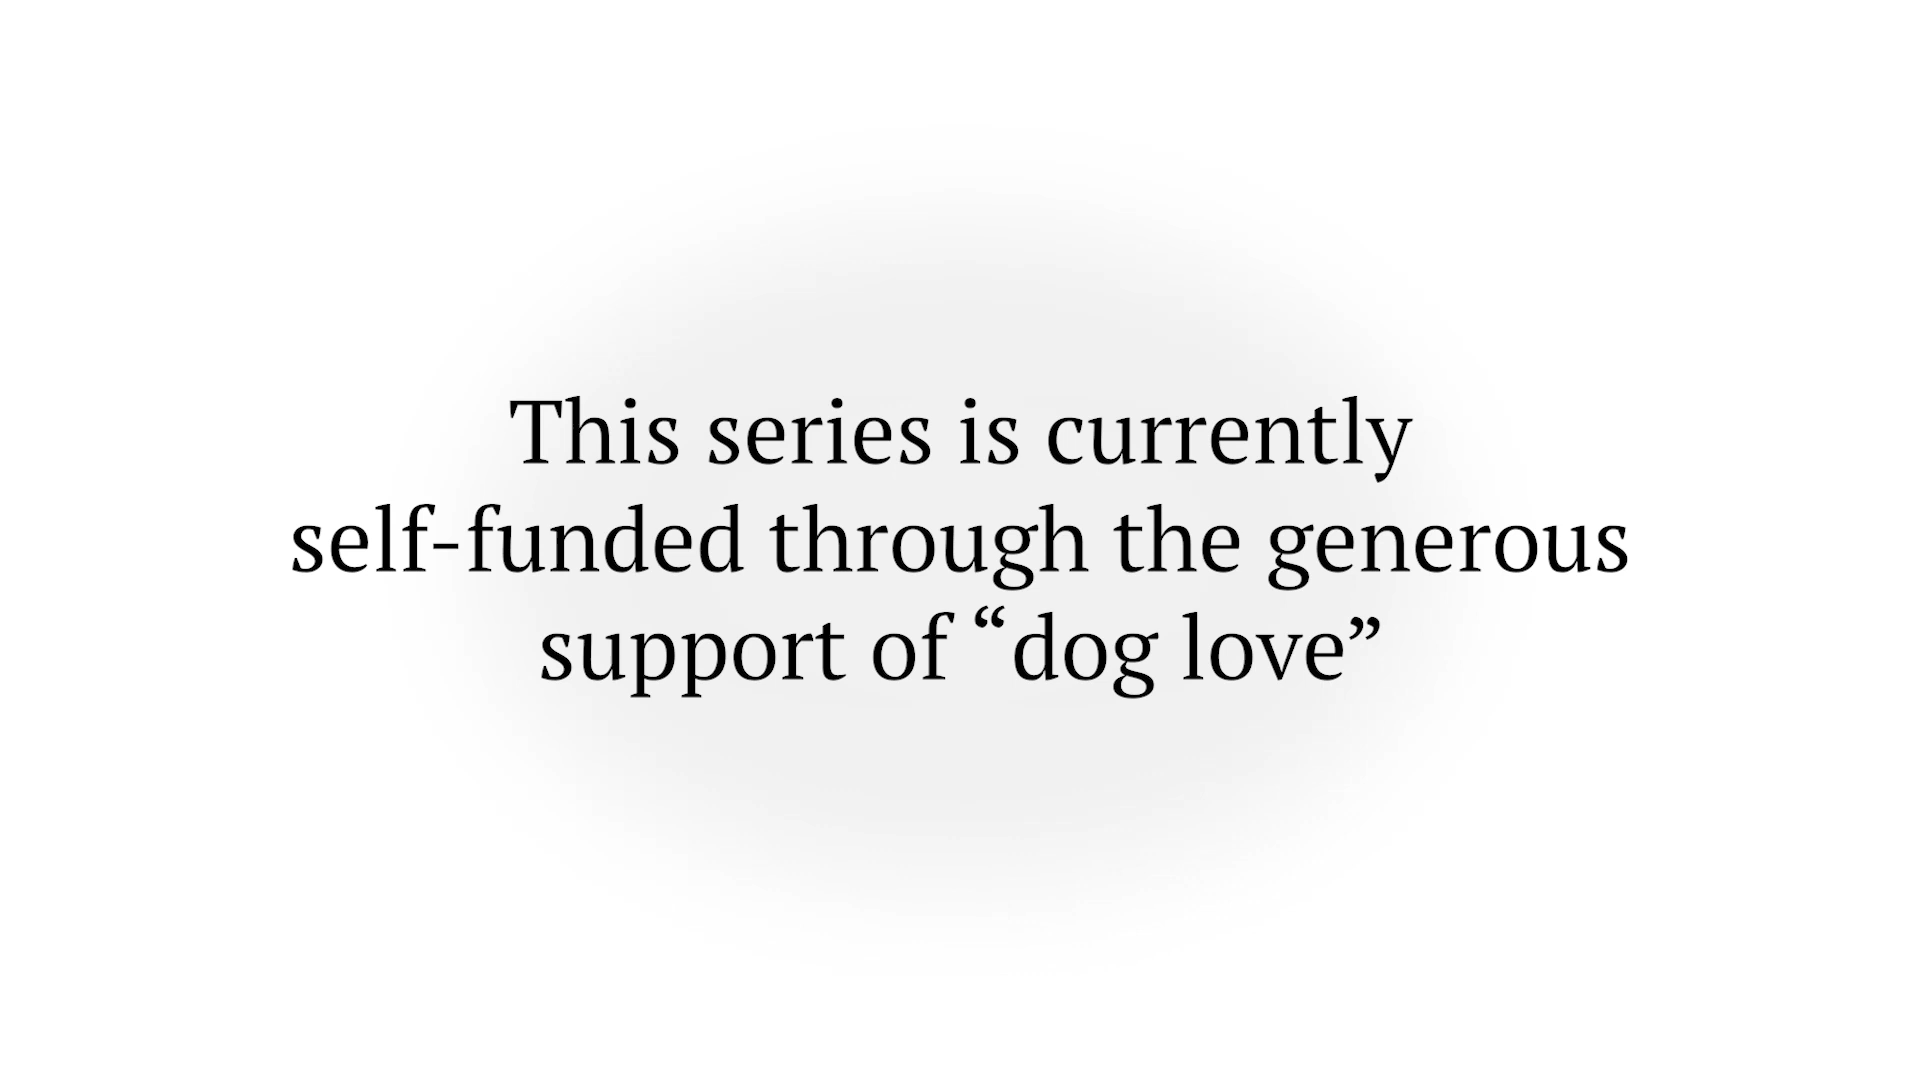 This series is currently
self-funded through the generous
support of “dog love”